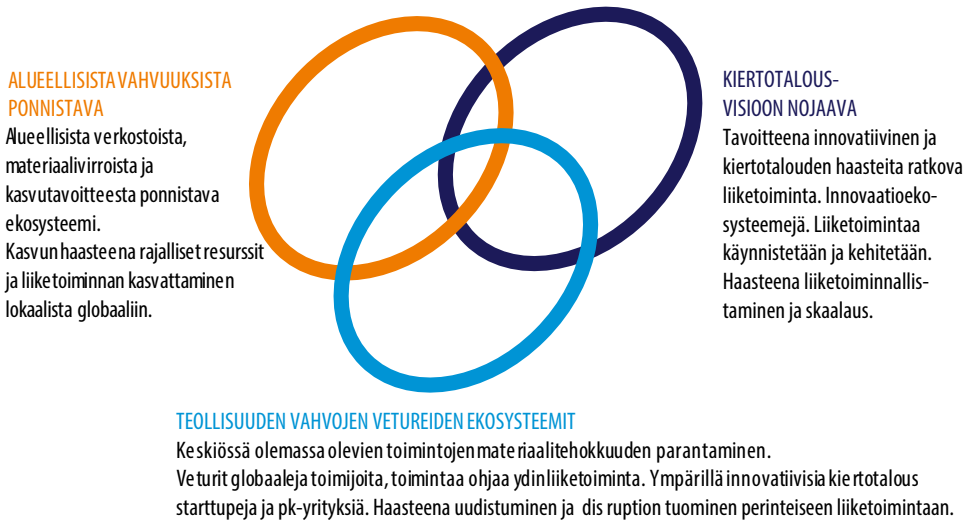 ALUEELLISISTA VAHVUUKSISTA
PONNISTAVA
Alueellisista verkostoista,
materiaalivirroista ja
kasvutavoitteesta ponnistava
ekosysteemi.
Kasvun haasteena rajalliset resurssit
ja liiketoiminnan kasvattaminen
lokaalista globaaliin.
KIERTOTALOUS-
VISIOON NOJAAVA
Tavoitteena innovatiivinen ja
kiertotalouden haasteita ratkova
liiketoiminta. Innovaatioeko-
systeemejä. Liiketoimintaa
käynnistetään ja kehitetään.
Haasteena liiketoiminnallis-
taminen ja skaalaus.
TEOLLISUUDEN VAHVOJEN VETUREIDEN EKOSYSTEEMIT
Keskiössä olemassa olevien toimintojen materiaalitehokkuuden parantaminen.
Veturit globaaleja toimijoita, toimintaa ohjaa ydinliiketoiminta. Ympärillä innovatiivisia kiertotalous
starttupeja ja pk-yrityksiä. Haasteena uudistuminen ja dis ruption tuominen perinteiseen liiketoimintaan.